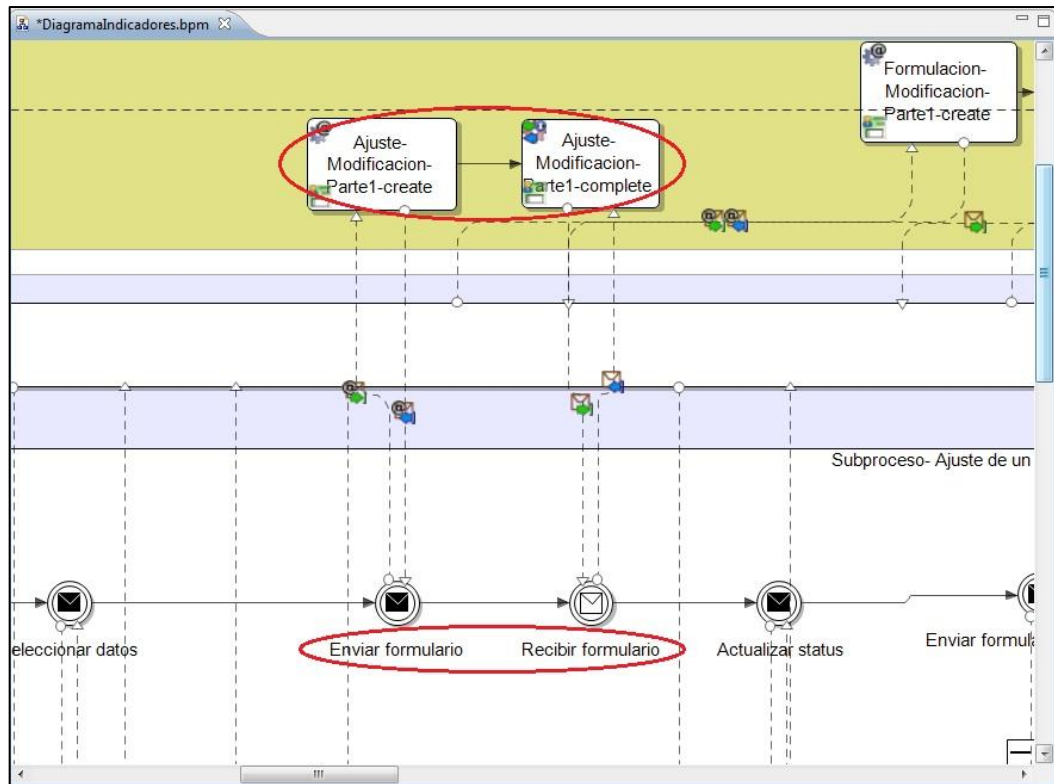 *DiagramaIndicadores.bpm
Formulacion-
Modificacion-
Parte1-create
Ajuste-
Modificacion-
Parte1-create
Ajuste-
Modificacion-
Parte1-complete
Subproceso- Ajuste de un
eleccionar datos
Enviar formulario
Recibir formulario
Actualizar status
Enviar formula